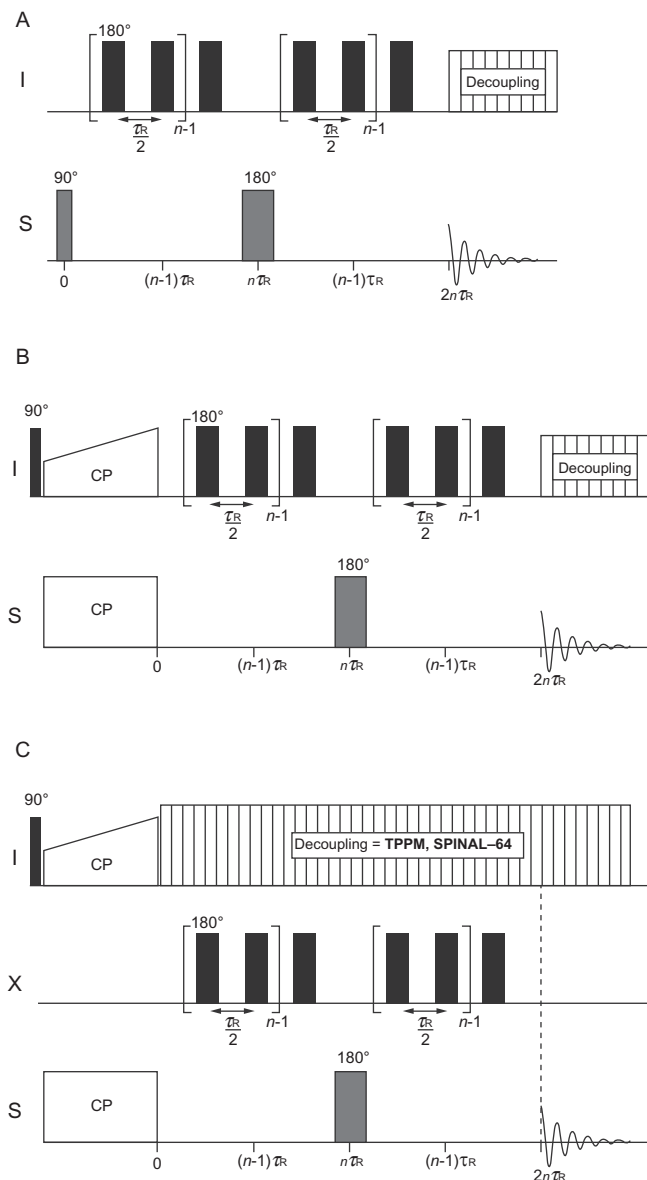 A
180°
I
Decoupling
τR
2
n-1
τR
2
n-1
90°
180°
S
0
(n-1)τR
nτR
(n-1)τR
2nτR
B
90°
180°
I
CP
Decoupling
τR
2
n-1
τR
2
n-1
180°
S
CP
0
(n-1)τR
nτR
(n-1)τR
2nτR
C
90°
I
CP
Decoupling = TPPM, SPINAL–64
180°
X
τR
2
n-1
τR
2
n-1
180°
S
CP
0
(n-1)τR
nτR
(n-1)τR
2nτR